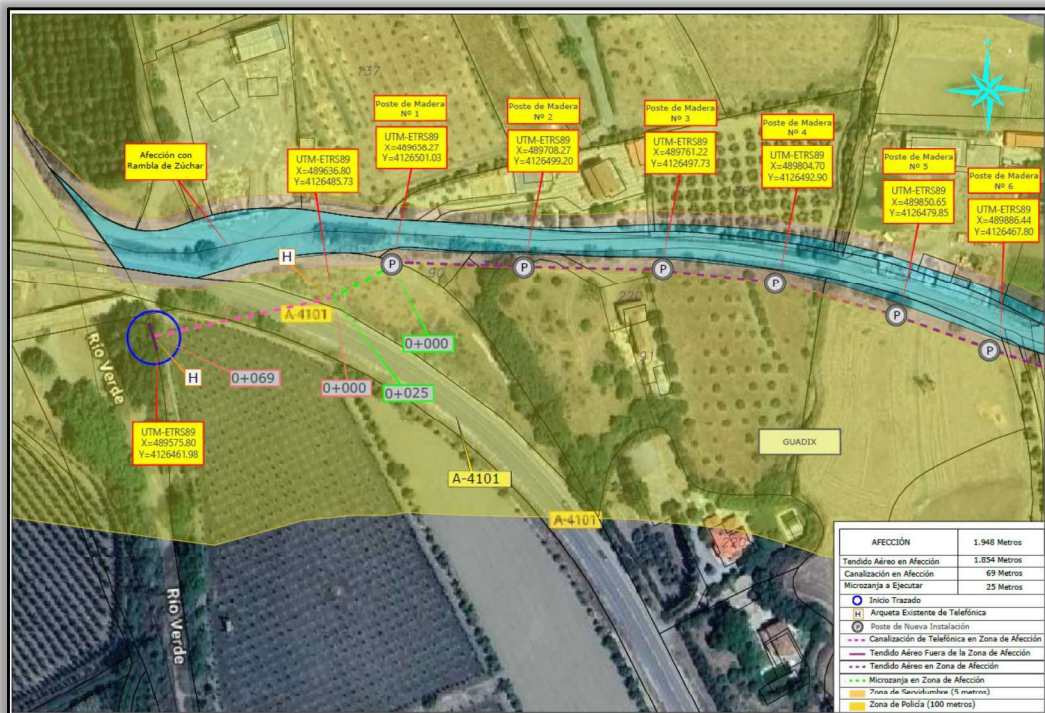 137
Poste de Madera
Nº 1
UTM-ETRS89
X=489658.27
Y=4126501.03
Poste de Madera
Nº 2
UTM-ETRS89
X=489708.27
Y=4126499.20
Poste de Madera
Nº 3
UTM-ETRS89
X=489761.22
Y=4126497.73
Poste de Madera
Nº 4
UTM-ETRS89
X=489804.70
Y=4126492.90
Poste de Madera
Nº 5
UTM-ETRS89
X=489850.65
Y=4126479.85
Poste de Madera
Nº 6
UTM-ETRS89
X=489886.44
Y=4126467.80
Afección con
Rambla de Zúchar
UTM-ETRS89
X=489636.80
Y=4126485.73
H
P
P
P
P
P
P
90
220
91
A-4101
0+000
0+025
0+000
0+069
H
Río Verde
UTM-ETRS89
X=489575.80
Y=4126461.98
GUADIX
A-4101
A-4101
220
Río Verde
AFECCIÓN 1.948 Metros
Tendido Aéreo en Afección 1.854 Metros
Canalización en Afección 69 Metros
Microzanja a Ejecutar 25 Metros
Inicio Trazado
H Arqueta Existente de Telefónica
P Poste de Nueva Instalación
Canalización de Telefónica en Zona de Afección
Tendido Aéreo Fuera de la Zona de Afección
Tendido Aéreo en Zona de Afección
Microzanja en Zona de Afección
Zona de Servidumbre (5 metros)
Zona de Policía (100 metros)